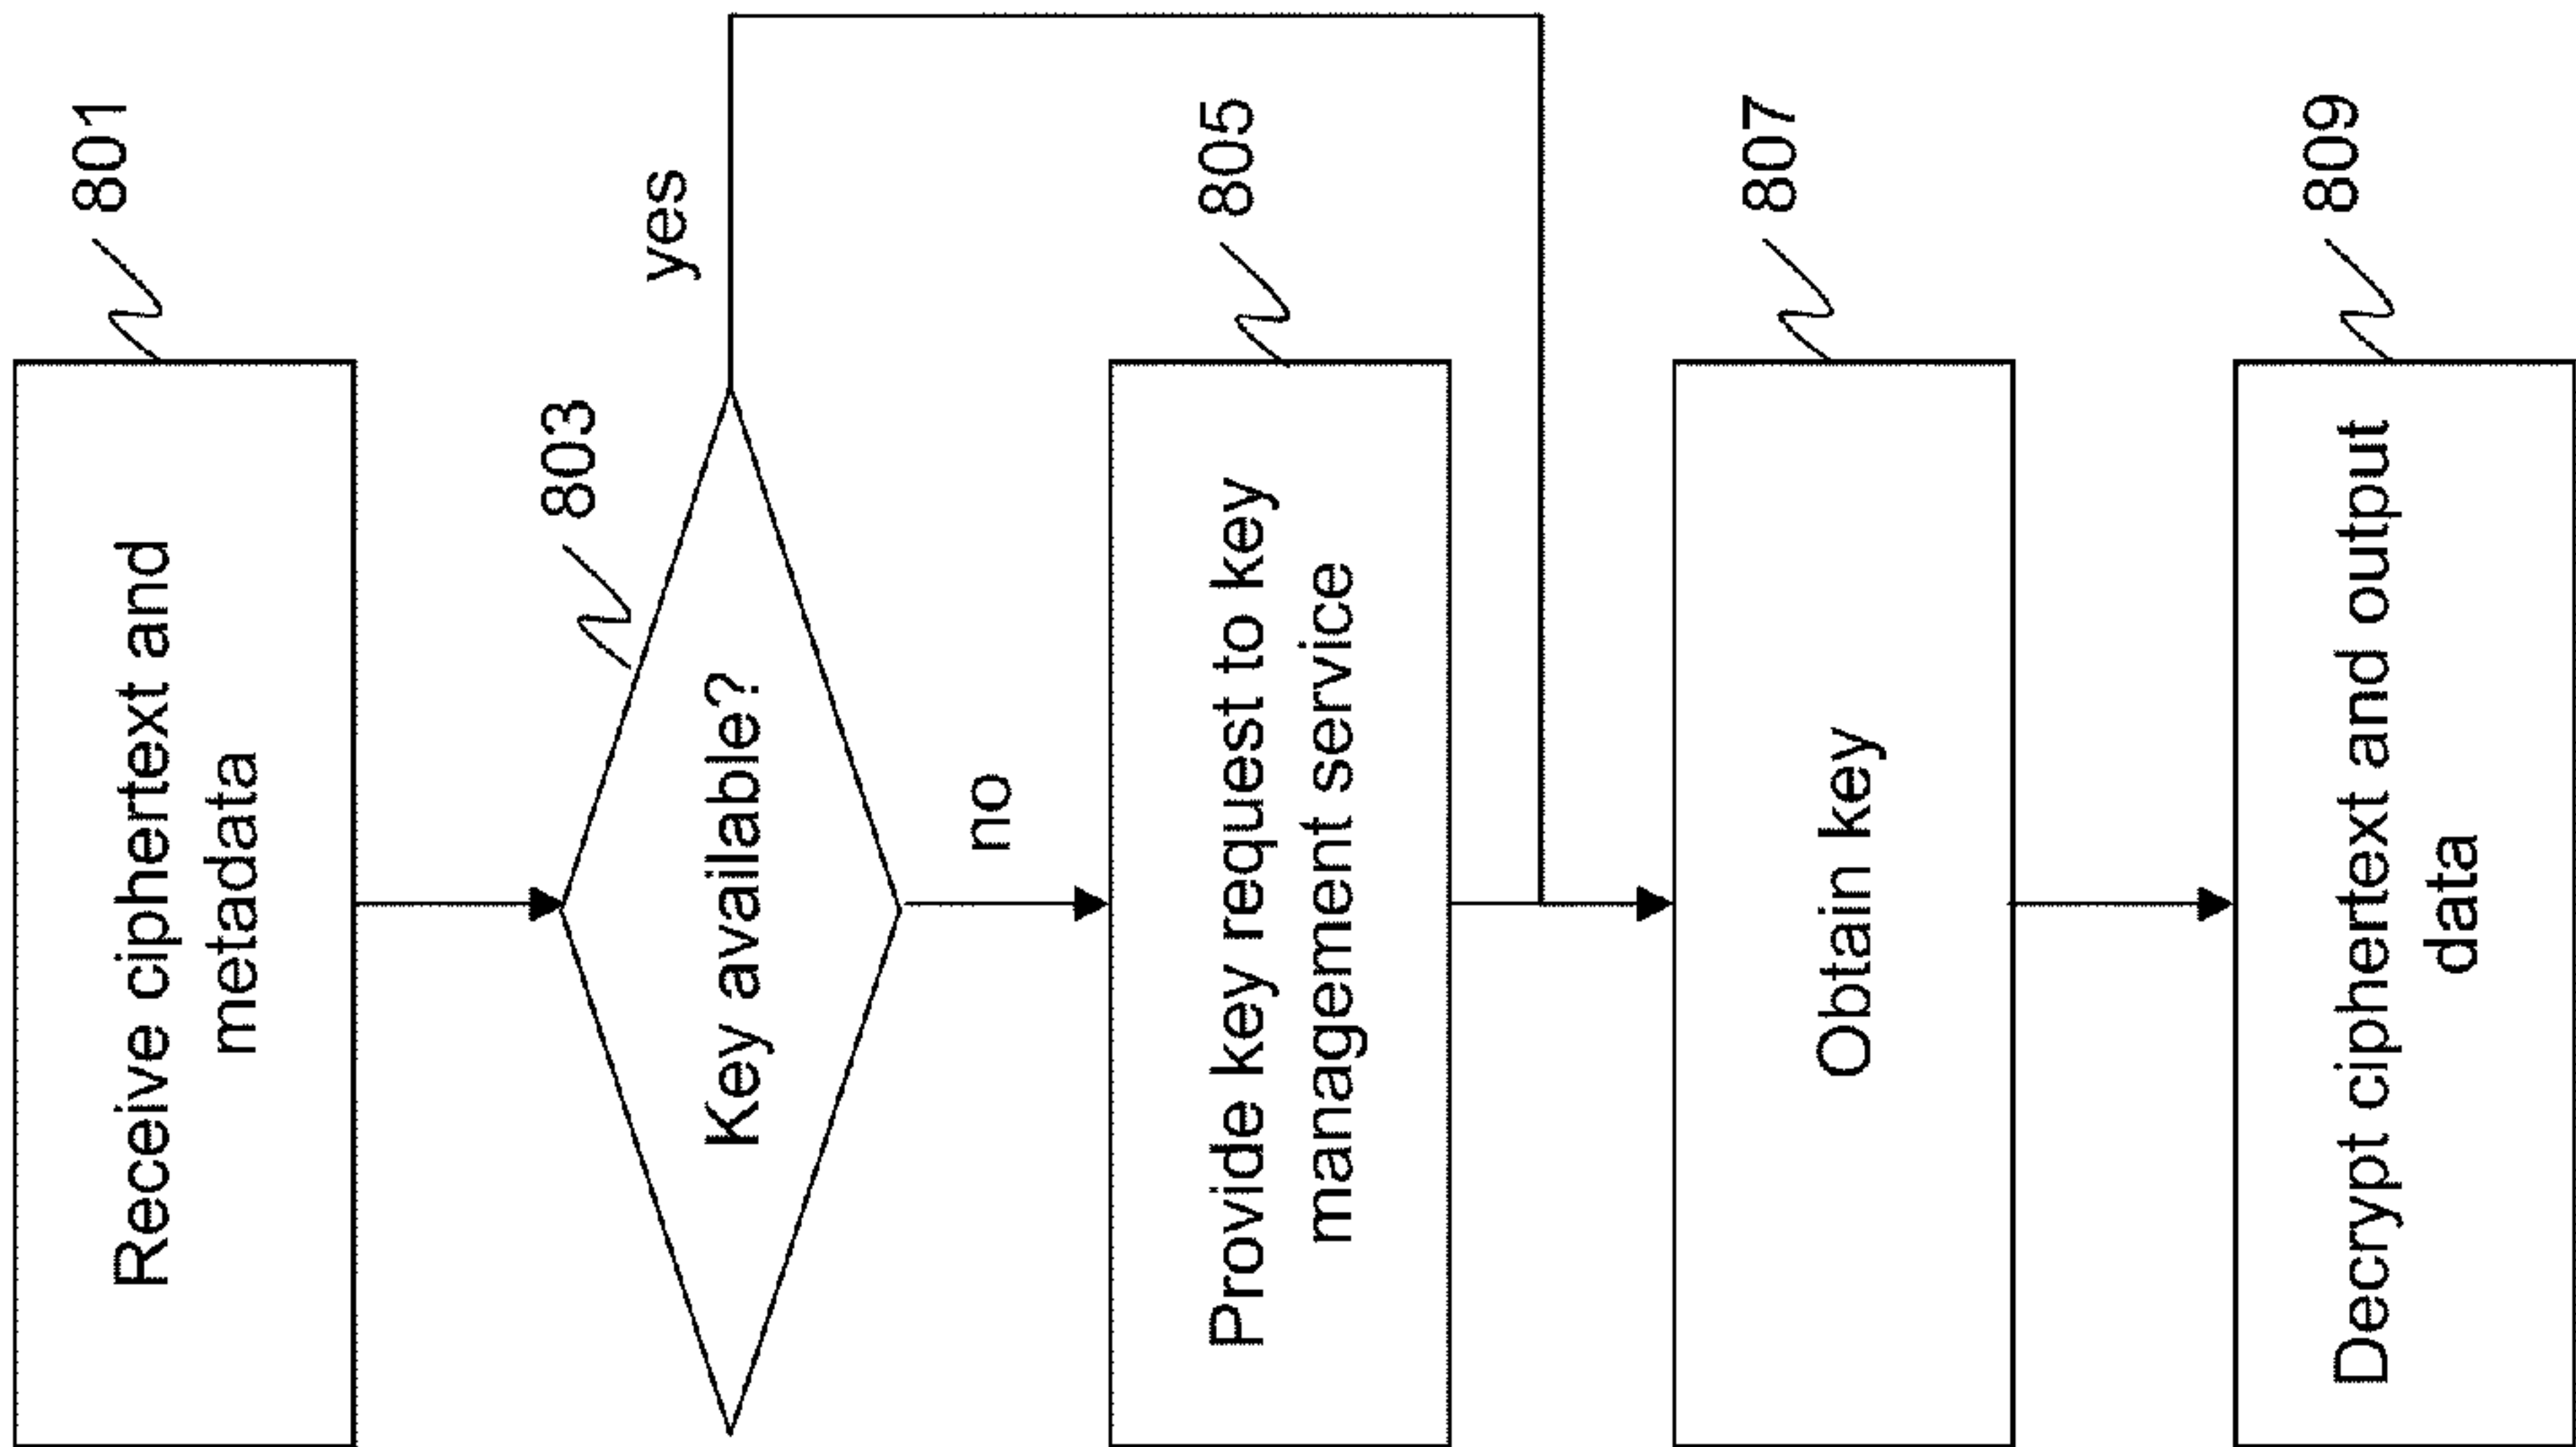 Receive ciphertext and
metadata
801
Key available?
803
yes
no
Provide key request to key
management service
805
Obtain key
807
Decrypt ciphertext and output
data
809